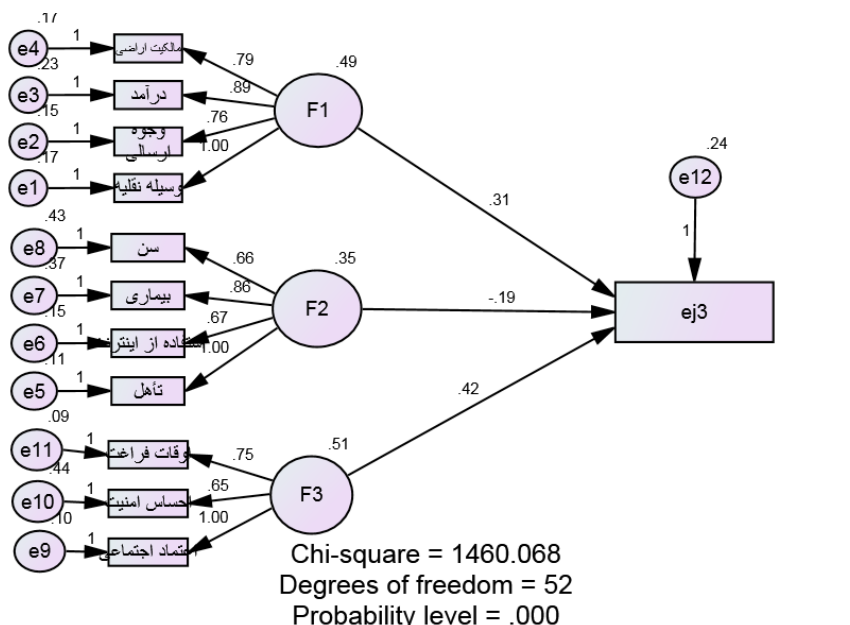 .17
e4
1
مالکیت اراضی
.79
.49
.23
e3
1
درآمد
.89
F1
.15
e2
1
وجوه
ارسالی
.76
.17
e1
1
وسیله نقلیه
1.00
.31
.24
e12
1
.43
e8
1
سن
.66
.35
.37
e7
1
بیماری
.86
F2
-.19
ej3
.15
e6
1
از اینترنت
.67
.11
e5
1
تأهل
1.00
.42
.09
e11
1
اوقات فراغت
.75
.51
.44
e10
1
احساس امنیت
.65
F3
.10
e9
1
اعتماد اجتماعی
1.00
Chi-square = 1460.068
Degrees of freedom = 52
Probability level = .000